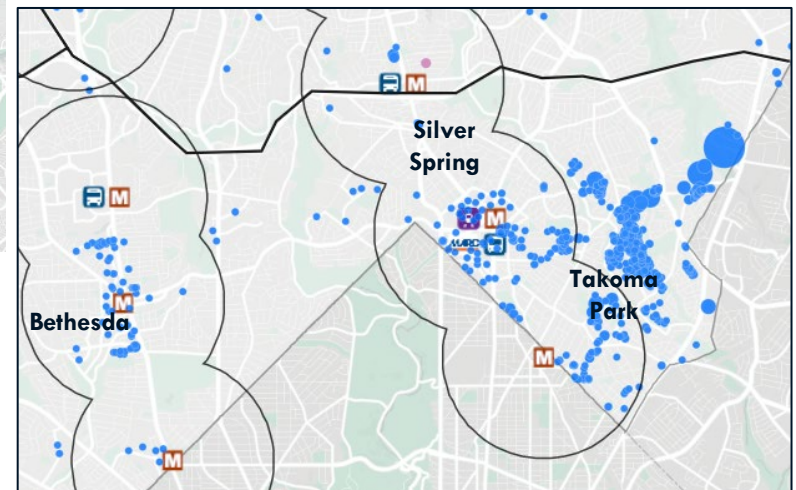 M
Silver
Spring
M
M
MARC
Takoma
Park
M
Bethesda
M
M